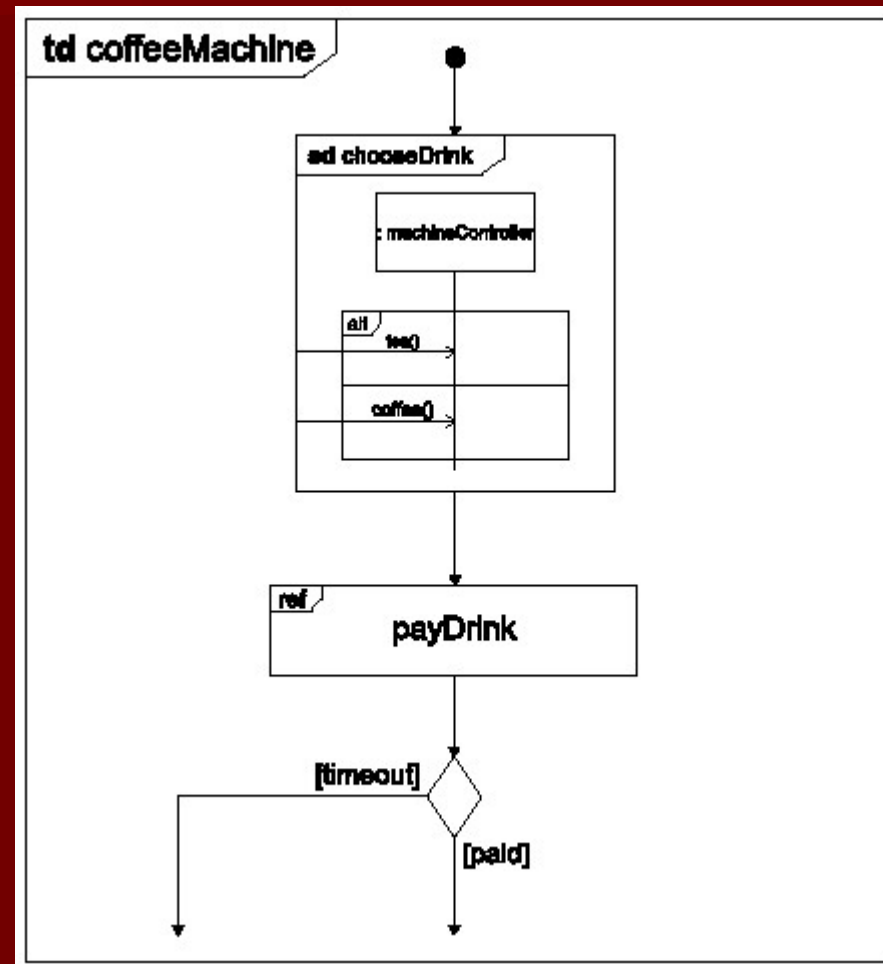 td coffeeMachine
sd chooseDrink
: machineController
alt
tea()
coffee()
ref
payDrink
[timeout]
[paid]